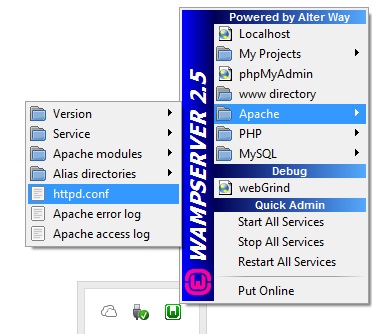 Powered by Alter Way
Localhost
My Projects
phpMyAdmin
www directory
Apache
PHP
MySQL
Debug
webGrind
Quick Admin
Start All Services
Stop All Services
Restart All Services
Put Online
WAMPSERVER 2.5
Version
Service
Apache modules
Alias directories
httpd.conf
Apache error log
Apache access log